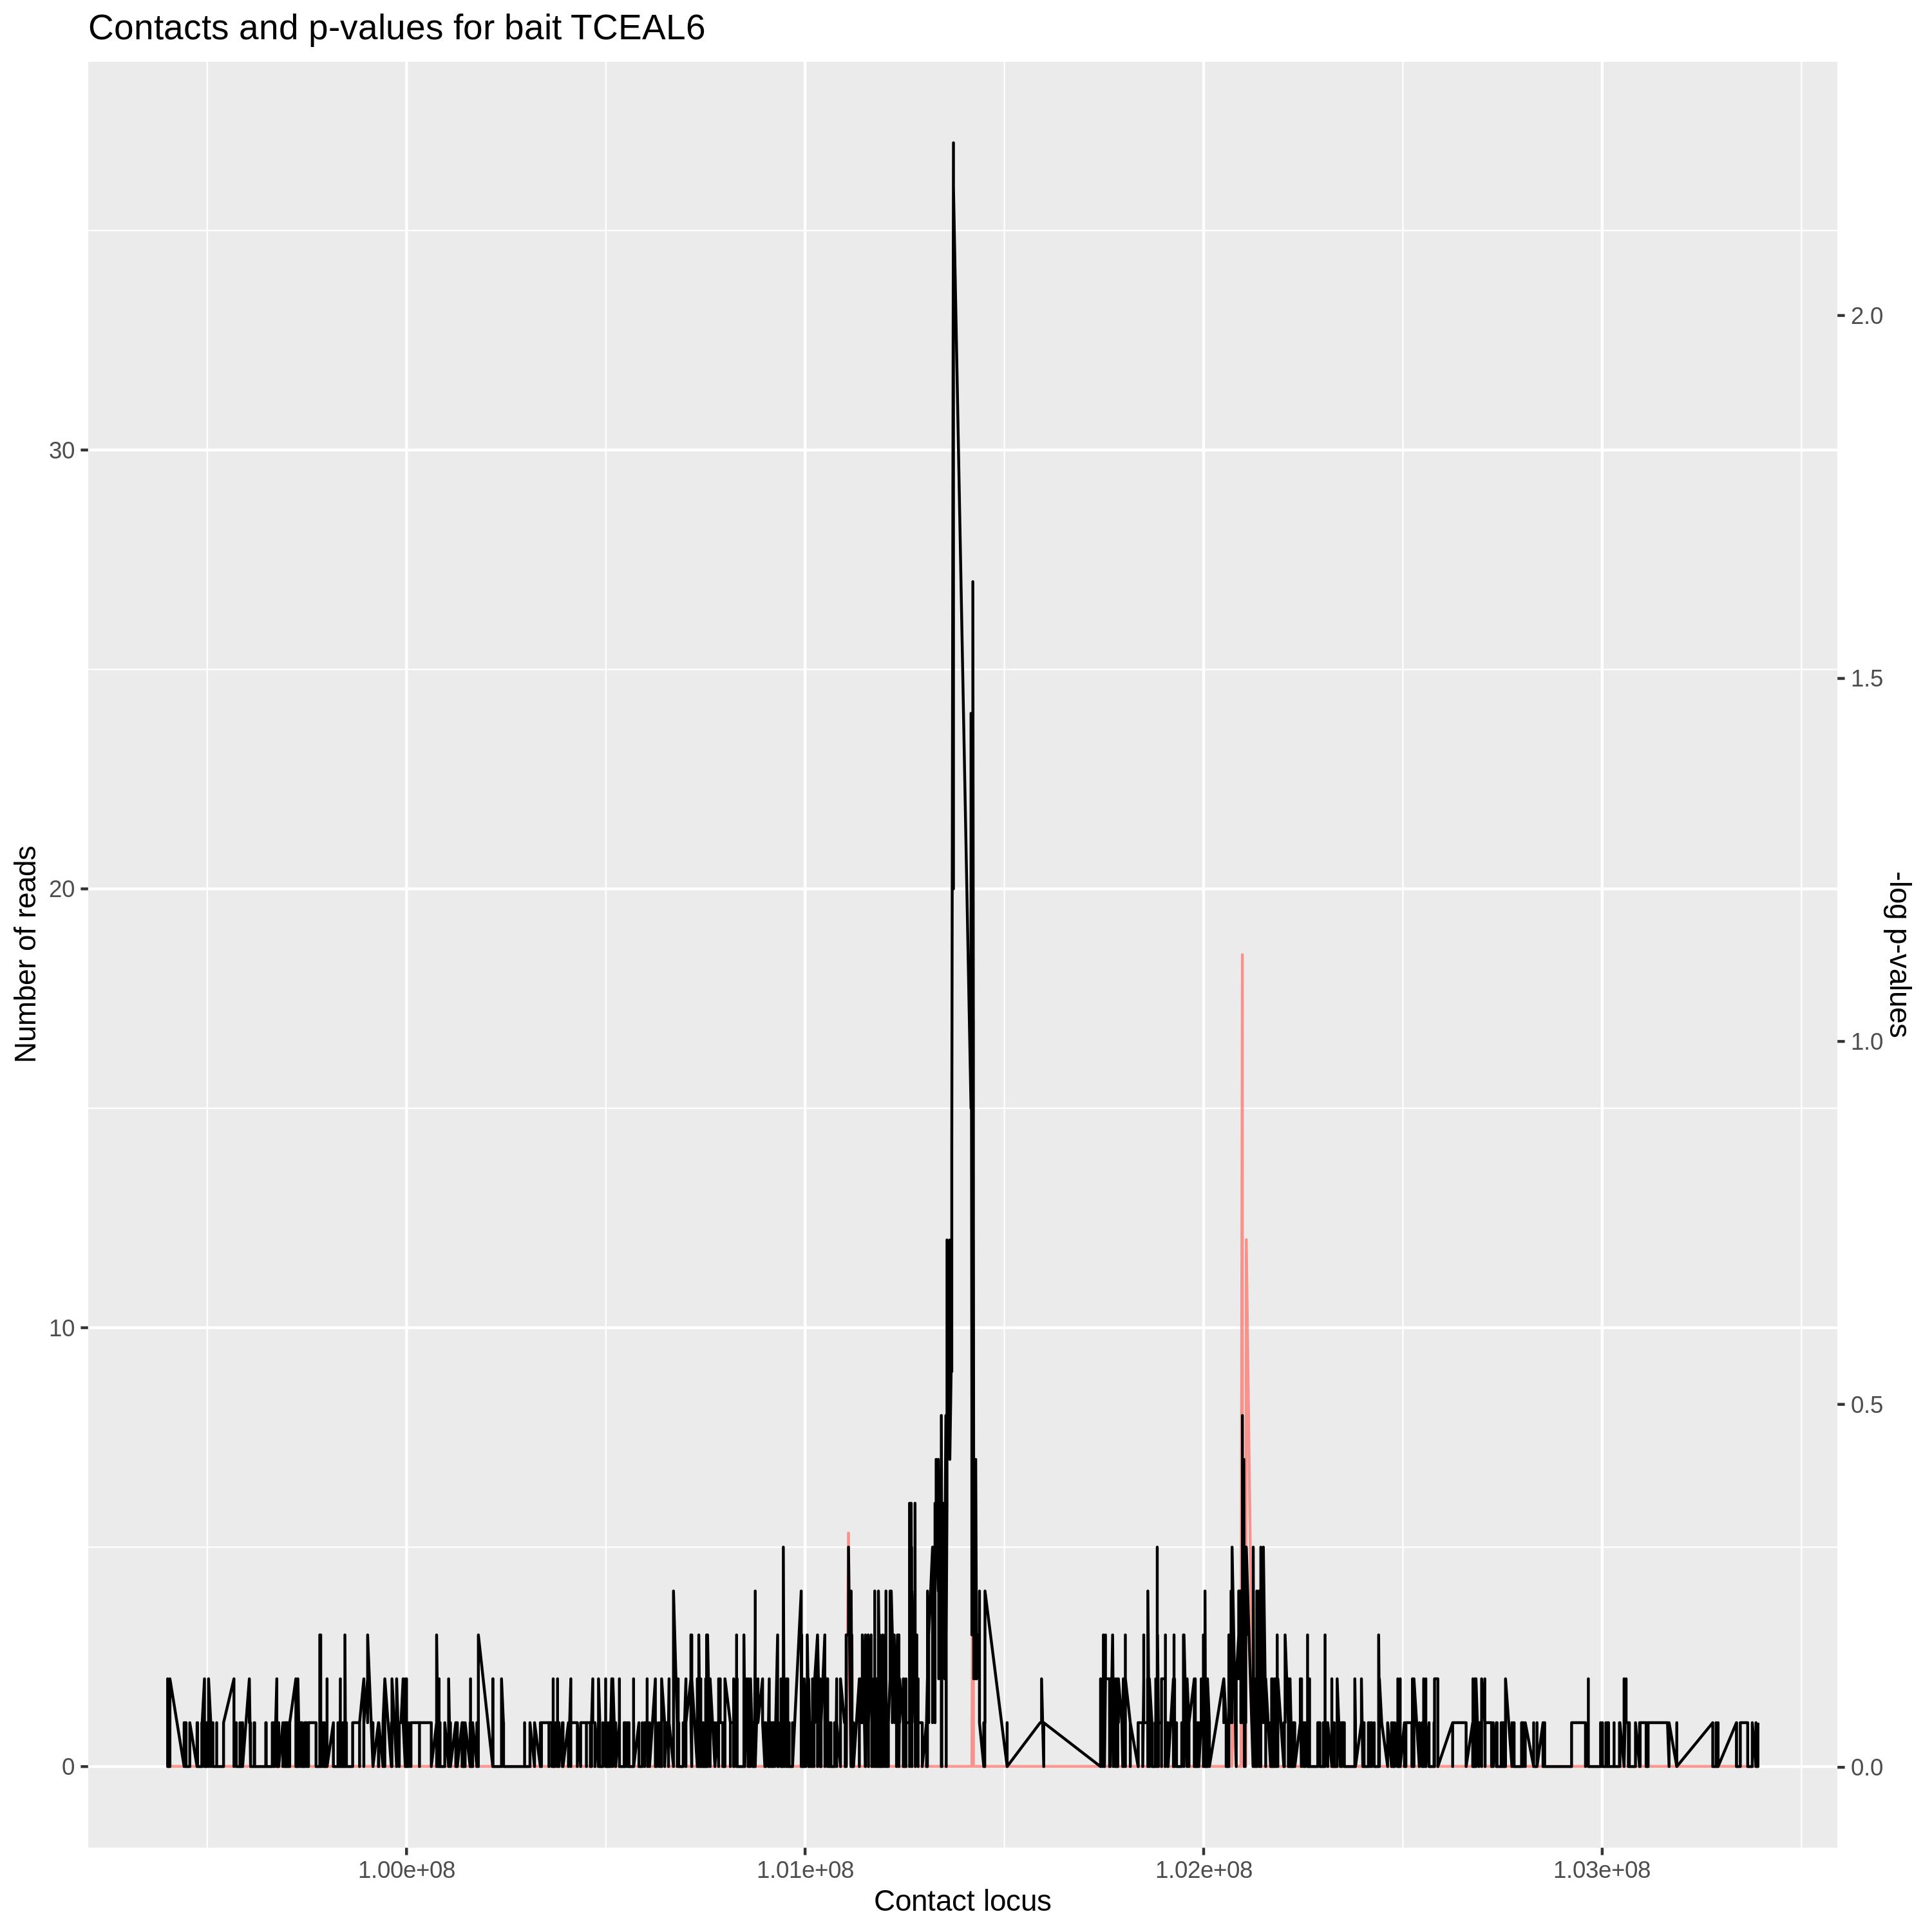 Contacts and p-values for bait TCEAL6
Number of reads
30
20
10
0
2.0
1.5
1.0
0.5
0.0
-log p-values
1.00e+08
1.01e+08
1.02e+08
1.03e+08
Contact locus